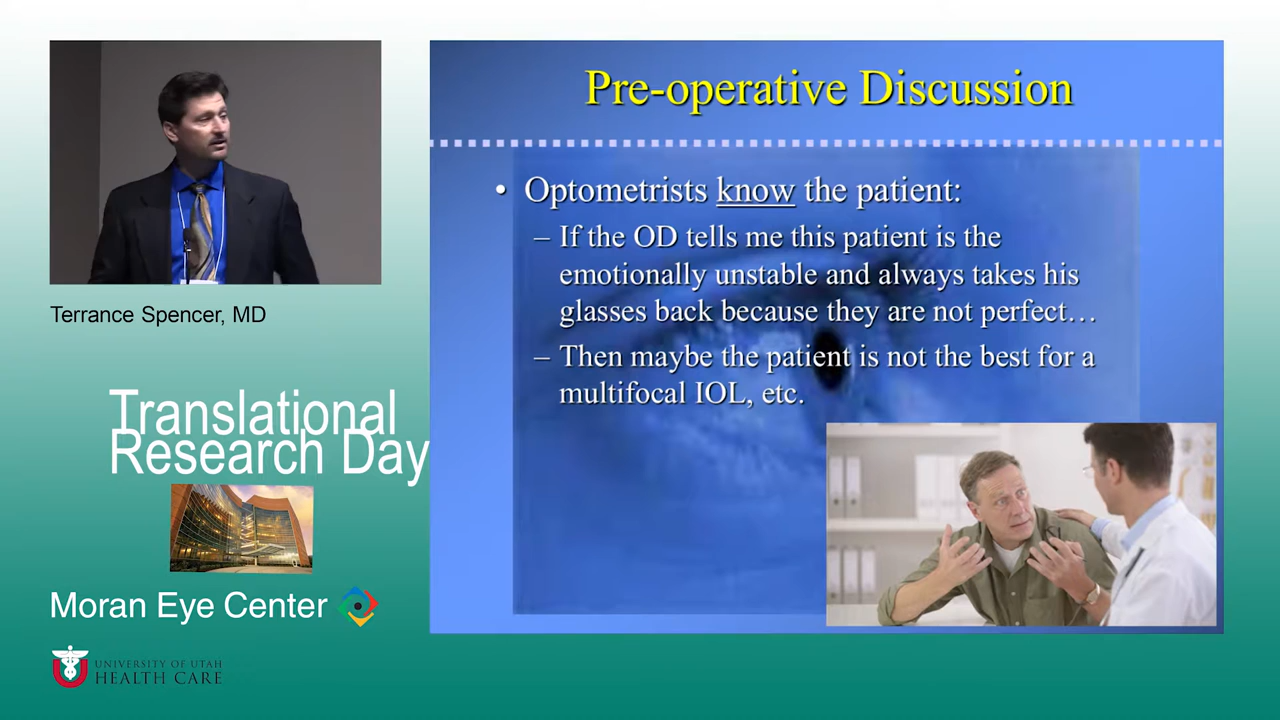 Pre-operative Discussion
• Optometrists know the patient:
– If the OD tells me this patient is the
emotionally unstable and always takes his
glasses back because they are not perfect…
– Then maybe the patient is not the best for a
multifocal IOL, etc.
Terrance Spencer, MD
Translational
Research Day
Moran Eye Center
UNIVERSITY OF UTAH
HEALTH CARE